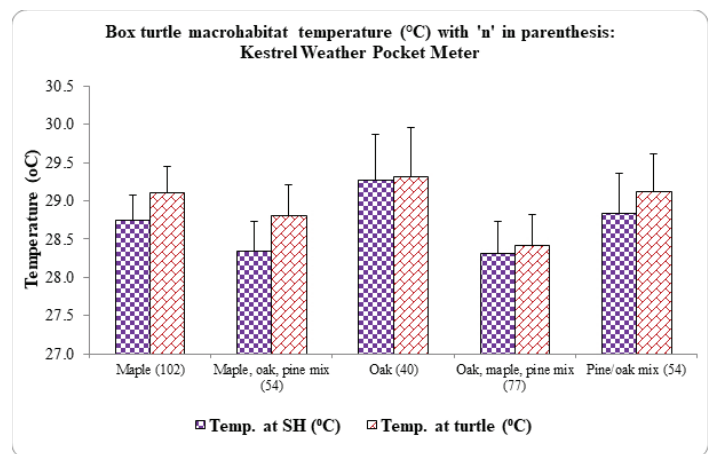 Box turtle macrohabitat temperature (°C) with 'n' in parenthesis:
Kestrel Weather Pocket Meter
Temperature (oC)
30.5
30.0
29.5
29.0
28.5
28.0
27.5
27.0
Maple (102)
Maple, oak, pine mix
(54)
Oak (40)
Oak, maple, pine mix
(77)
Pine/oak mix (54)
Temp. at SH (⁰C)
Temp. at turtle (⁰C)